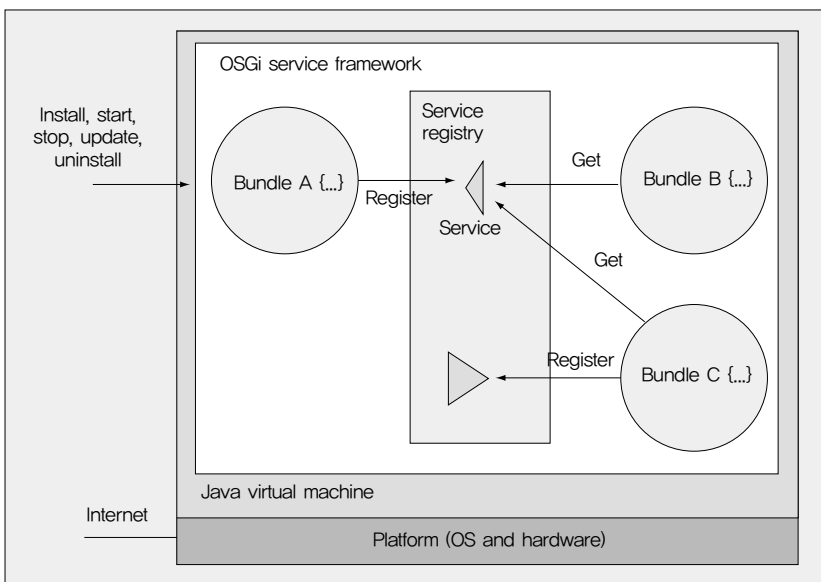 OSGi service framework
Install, start,
stop, update,
uninstall
Service
registry
Bundle A {...}
Register
Service
Get
Bundle B {...}
Get
Register
Bundle C {...}
Java virtual machine
Internet
Platform (OS and hardware)